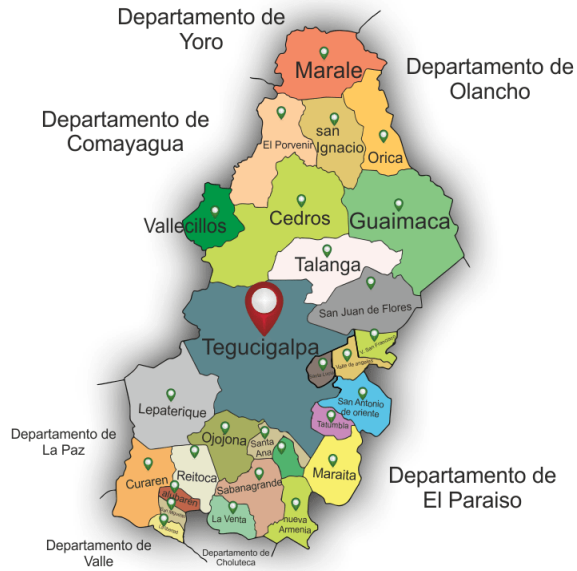 Departamento de
Yoro
Marale
Departamento de
Olancho
Departamento de
Comayagua
El Porvenir
san
Ignacio
Orica
Vallecillos
Cedros
Guaimaca
Talanga
San Juan de Flores
Tegucigalpa
Valle de angeles
Lepaterique
San Antonio
de oriente
Tatumbla
Departamento de
La Paz
Ojojona
Santa
Ana
Curaren
Reitoca
Sabanagrande
Maraita
Departamento de
El Paraiso
alubarén
La Venta
nueva
Armenia
Departamento de
Valle
Departamento de
Choluteca